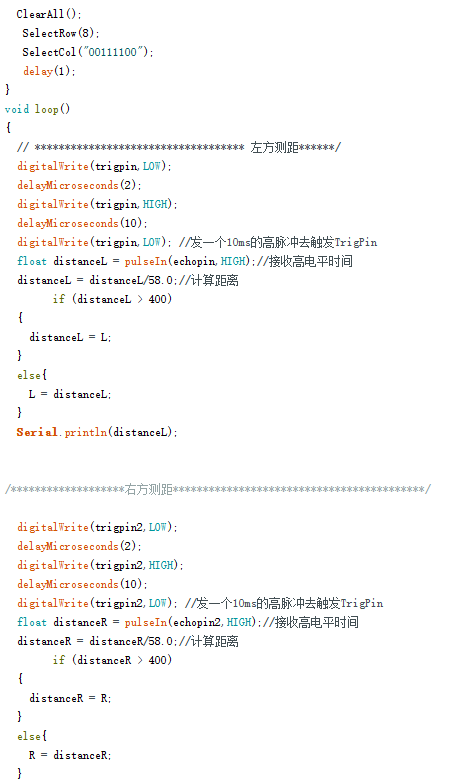 ClearAll();
SelectRow(8);
SelectCol("00111100");
delay(1);
}
void loop()
{
// *********************************** 左方测距******/
digitalWrite(trigpin,LOW);
delayMicroseconds(2);
digitalWrite(trigpin,HIGH);
delayMicroseconds(10);
digitalWrite(trigpin,LOW); //发一个10ms的高脉冲去触发TrigPin
float distanceL = pulseIn(echopin,HIGH);//接收高电平时间
distanceL = distanceL/58.0;//计算距离
if (distanceL > 400)
{
distanceL = L;
}
else{
L = distanceL;
}
Serial.println(distanceL);
/*******************右方测距******************************************/
digitalWrite(trigpin2,LOW);
delayMicroseconds(2);
digitalWrite(trigpin2,HIGH);
delayMicroseconds(10);
digitalWrite(trigpin2,LOW); //发一个10ms的高脉冲去触发TrigPin
float distanceR = pulseIn(echopin2,HIGH);//接收高电平时间
distanceR = distanceR/58.0;//计算距离
if (distanceR > 400)
{
distanceR = R;
}
else{
R = distanceR;
}